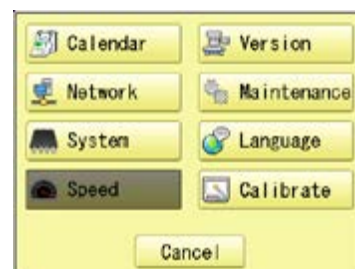 Calendar
Version
Network
Maintenance
System
Language
Speed
Calibrate
Cancel